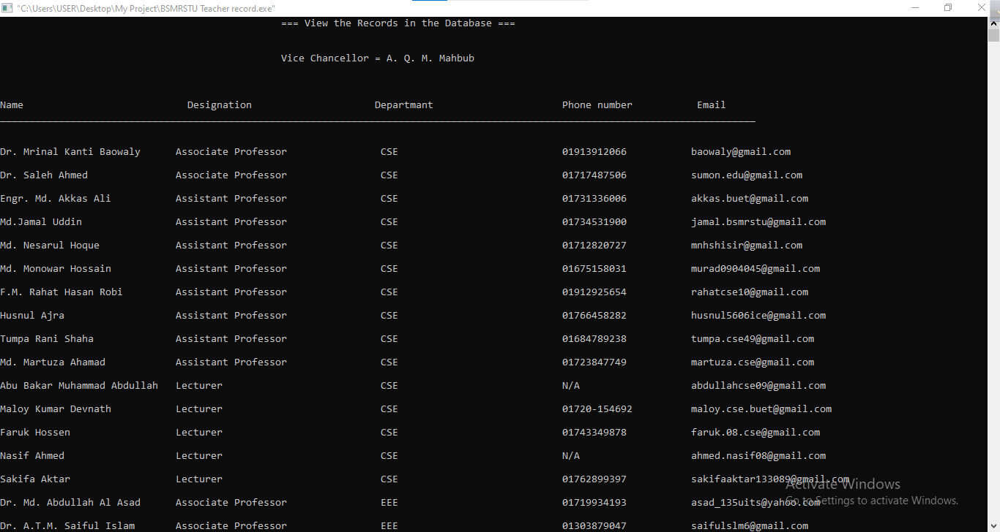 "C:\Users\USER\Desktop\My Project\BSMRSTU Teacher record.exe"
=== View the Records in the Database ===
Vice Chancellor = A. Q. M. Mahbub
Name Designation Departmant Phone number Email
Dr. Mrinal Kanti Baowaly Associate Professor CSE 01913912066 baowaly@gmail.com
Dr. Saleh Ahmed Associate Professor CSE 01717487506 sumon.edu@gmail.com
Engr. Md. Akkas Ali Assistant Professor CSE 01731336006 akkas.buet@gmail.com
Md.Jamal Uddin Assistant Professor CSE 01734531900 jamal.bsmrstu@gmail.com
Md. Nesarul Hoque Assistant Professor CSE 01712820727 mnhshisir@gmail.com
Md. Monowar Hossain Assistant Professor CSE 01675158031 murad0904045@gmail.com
F.M. Rahat Hasan Robi Assistant Professor CSE 01912925654 rahatcse10@gmail.com
Husnul Ajra Assistant Professor CSE 01766458282 husnul5606ice@gmail.com
Tumpa Rani Shaha Assistant Professor CSE 01684789238 tumpa.cse49@gmail.com
Md. Martuza Ahamad Assistant Professor CSE 01723847749 martuza.cse@gmail.com
Abu Bakar Muhammad Abdullah Lecturer CSE N/A abdullahcse09@gmail.com
Maloy Kumar Devnath Lecturer CSE 01720-154692 maloy.cse.buet@gmail.com
Faruk Hossen Lecturer CSE 01743349878 faruk.08.cse@gmail.com
Nasif Ahmed Lecturer CSE N/A ahmed.nasif08@gmail.com
Sakifa Aktar Lecturer CSE 01762899397 sakifaaktar133089@gmail.com
Activate Windows
Dr. Md. Abdullah Al Asad Associate Professor EEE 01719934193 asad_135uits@yahoo.com
Go to Settings to activate Windows.
Dr. A.T.M. Saiful Islam Associate Professor EEE 01303879047 saifulslm6@gmail.com